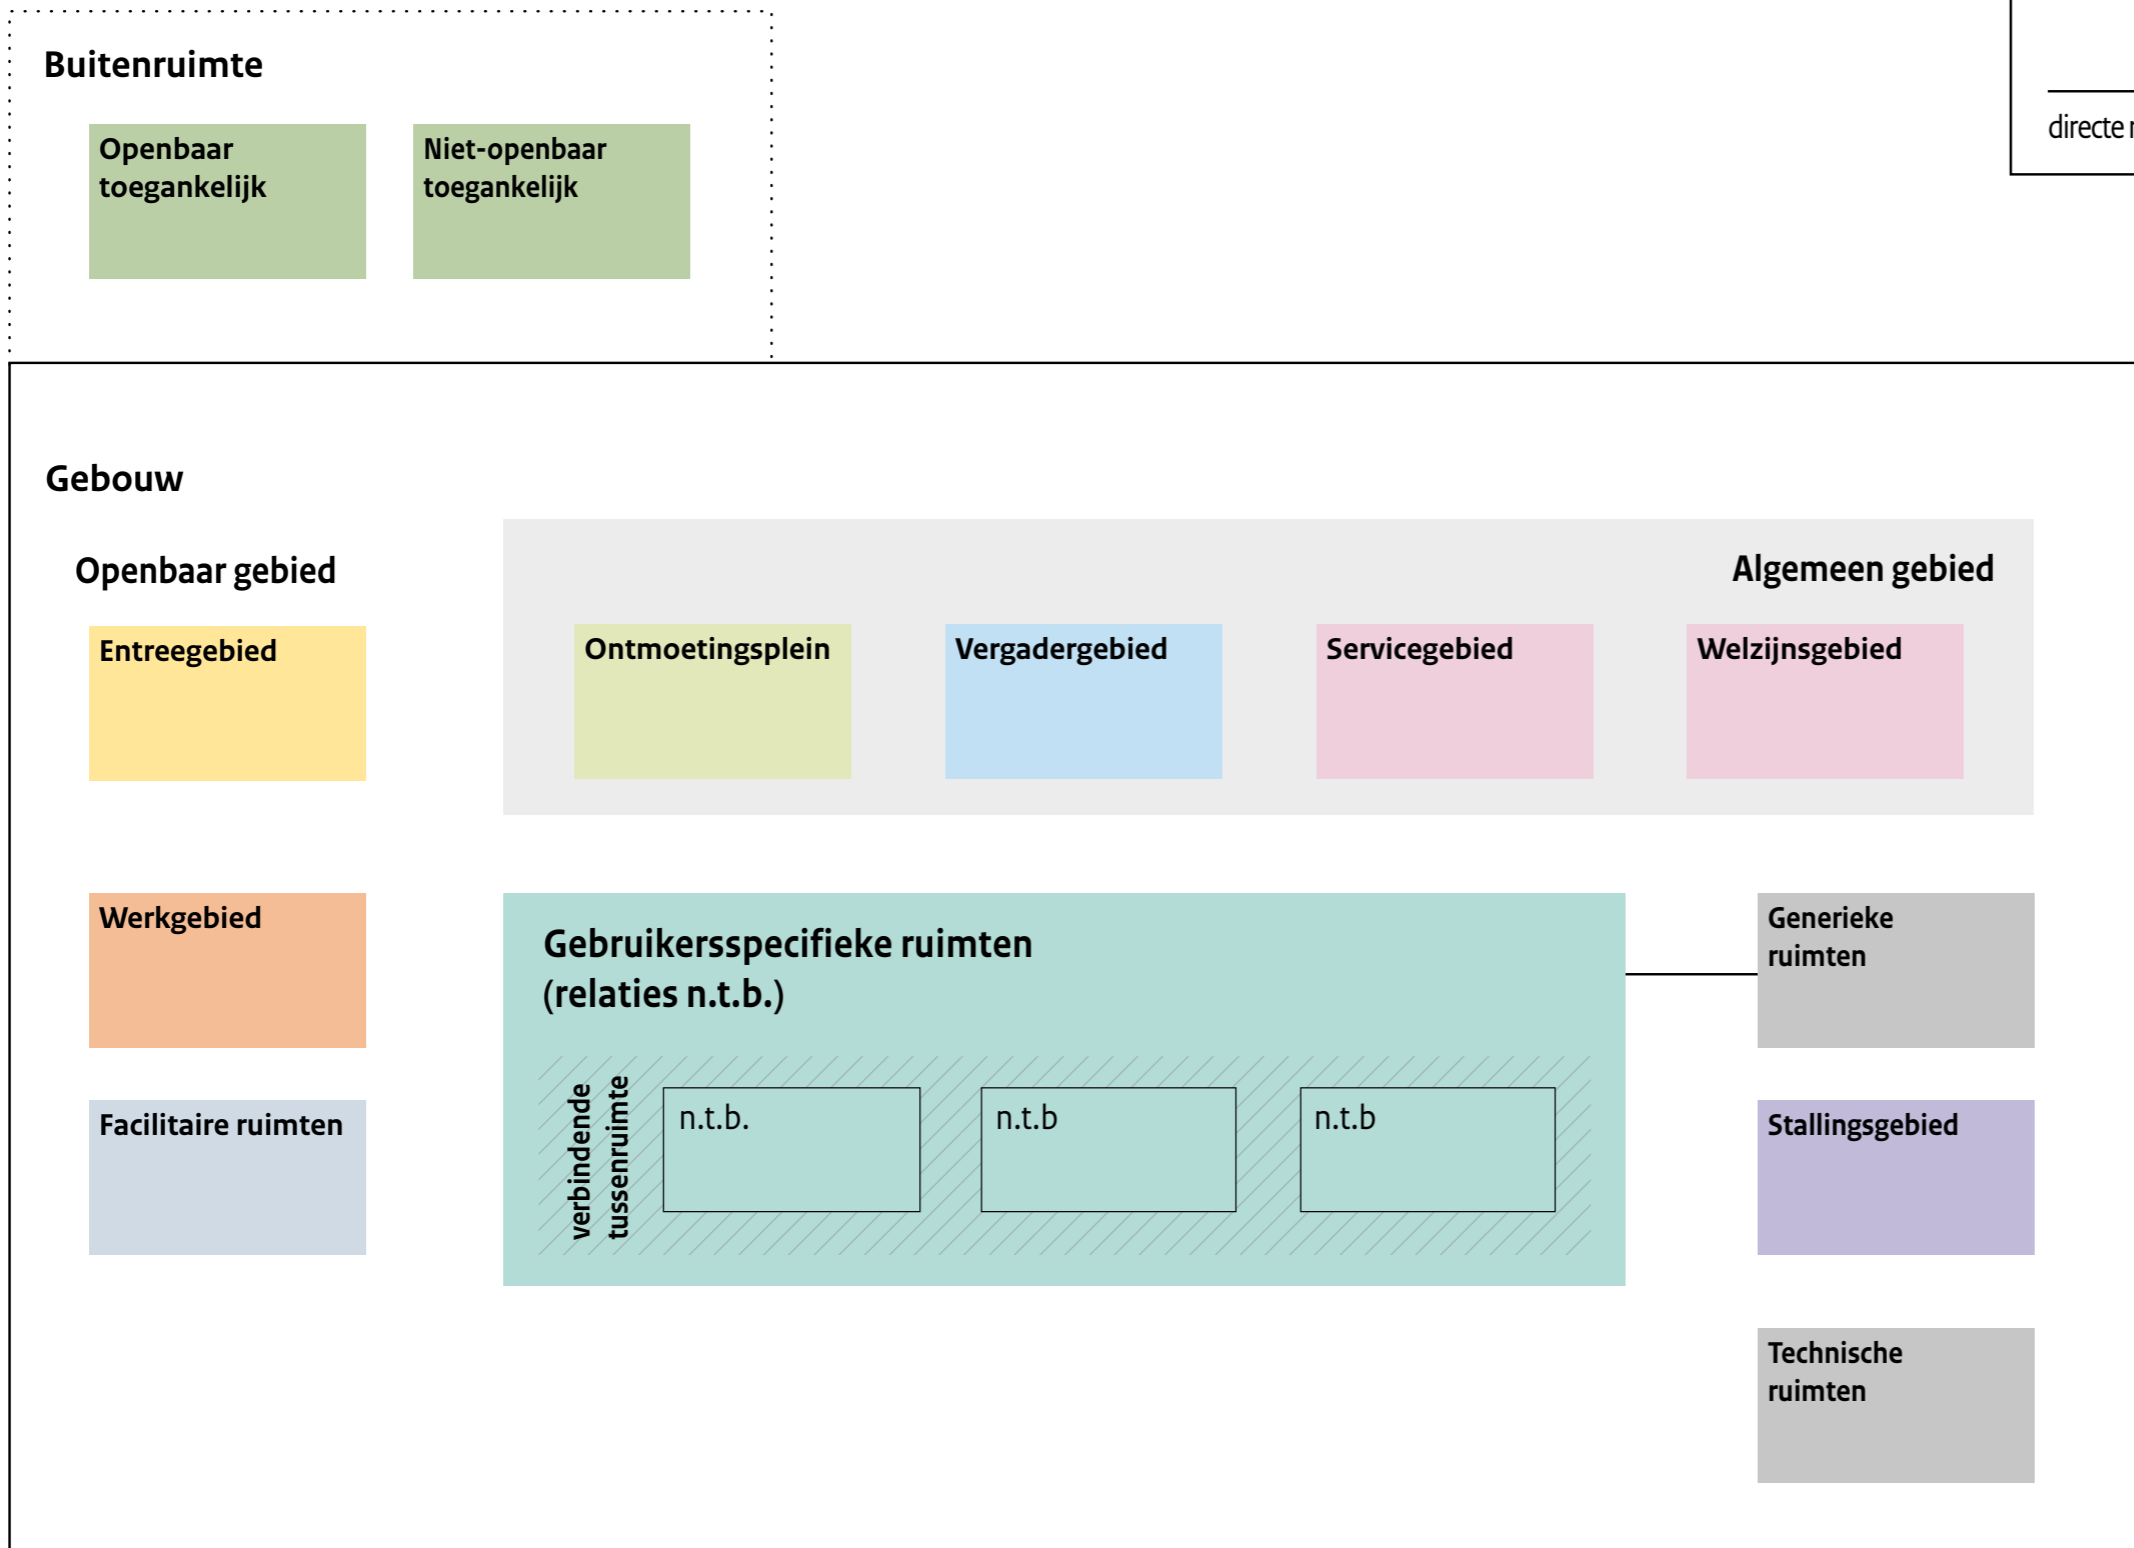 Buitenruimte
Openbaar
toegankelijk
Niet-openbaar
toegankelijk
directe
Gebouw
Openbaar gebied
Algemeen gebied
Entreegebied
Ontmoetingsplein
Vergadergebied
Servicegebied
Welzijnsgebied
Werkgebied
Gebruikersspecifieke ruimten
(relaties n.t.b.)
Generieke
ruimten
verbindende
tussenruimte
n.t.b.
n.t.b
n.t.b
Facilitaire ruimten
Stallingsgebied
Technische
ruimten